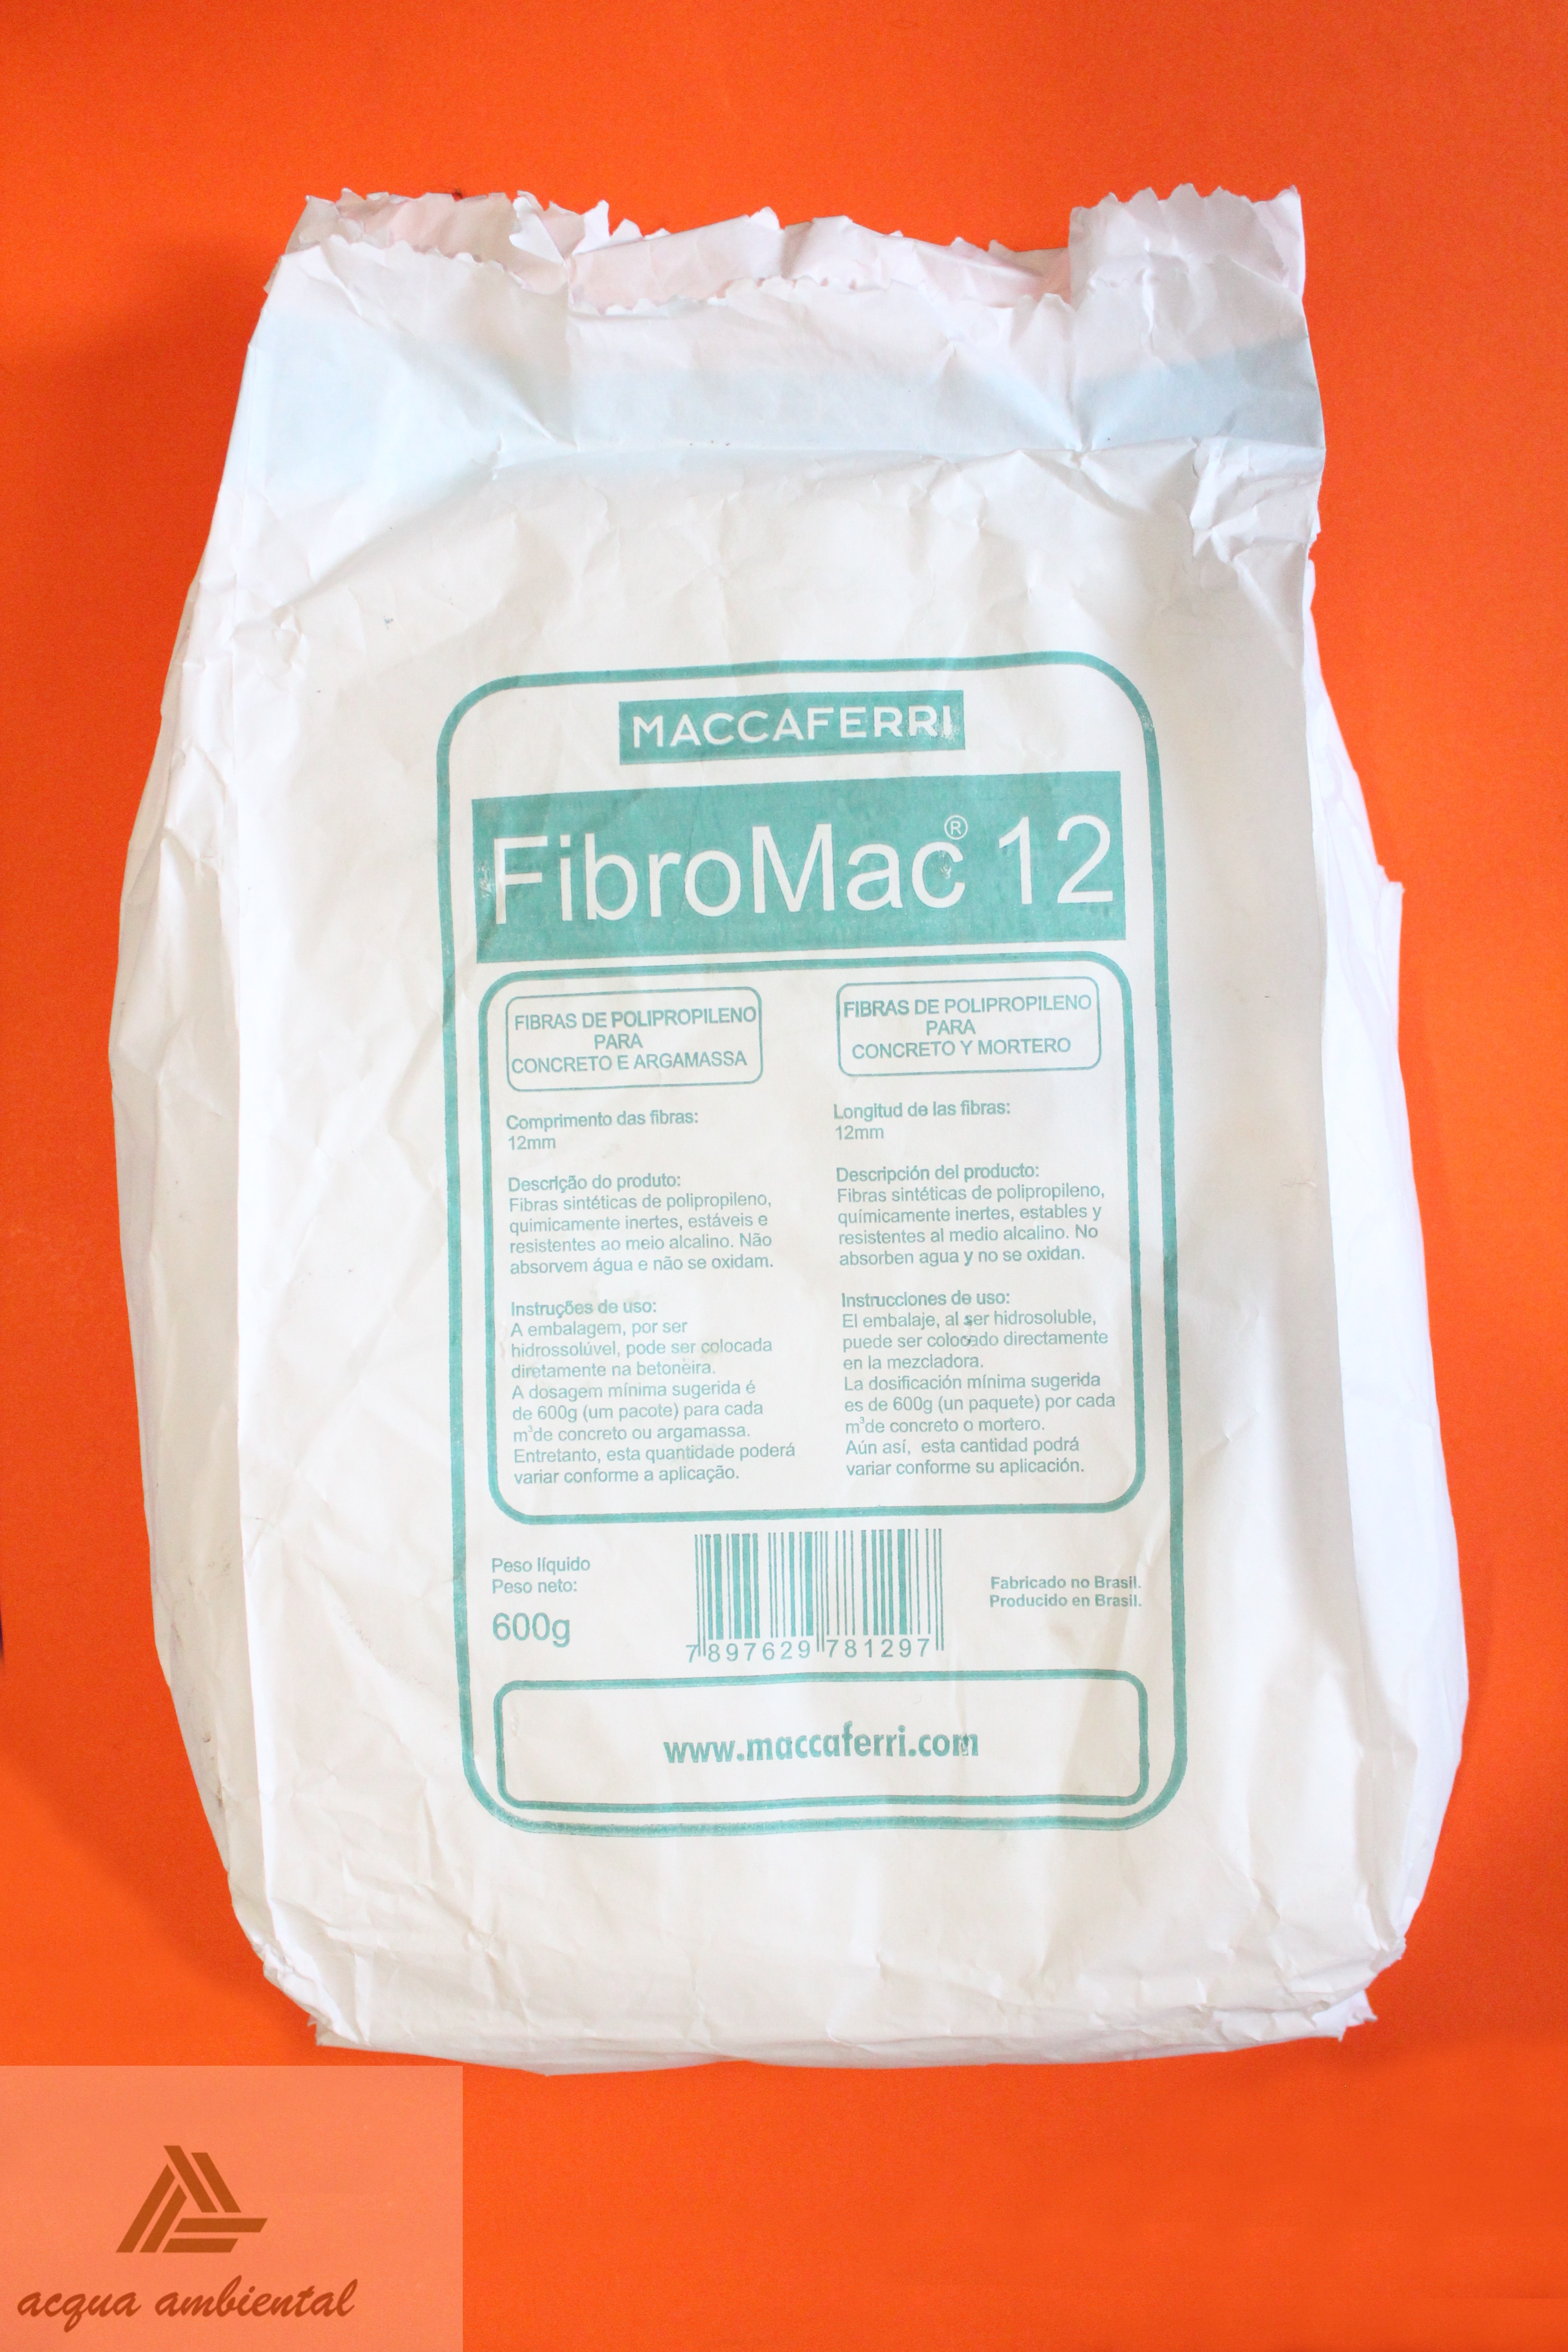 MACCAFERRI
FibroMac® 12
FIBRAS DE POLIPROPILENO
PARA
CONCRETO E ARGAMASSA
Comprimento das fibras:
12mm
Descrição do produto:
Fibras sintéticas de polipropileno,
quimicamente inertes, estáveis e
resistentes ao meio alcalino. Não
absorvem água e não se oxidam.
Instruções de uso:
A embalagem, por ser
hidrossolúvel, pode ser colocada
diretamente na betoneira.
A dosagem mínima sugerida é
de 600g (um pacote) para cada
m³de concreto ou argamassa.
Entretanto, esta quantidade poderá
variar conforme a aplicação.
FIBRAS DE POLIPROPILENO
PARA
CONCRETO Y MORTERO
Longitud de las fibras:
12mm
Descripción del producto:
Fibras sintéticas de polipropileno,
químicamente inertes, estables y
resistentes al medio alcalino. No
absorben agua y no se oxidan.
Instrucciones de uso:
El embalaje, al ser hidrosoluble,
puede ser colocado directamente
en la mezcladora.
La dosificación mínima sugerida
es de 600g (un paquete) por cada
m³de concreto o mortero.
Aún así, esta cantidad podrá
variar conforme su aplicación.
Peso líquido
Peso neto:
600g
7 897629 781297
Fabricado no Brasil.
Producido en Brasil.
www.maccaferri.com
acqua ambiental